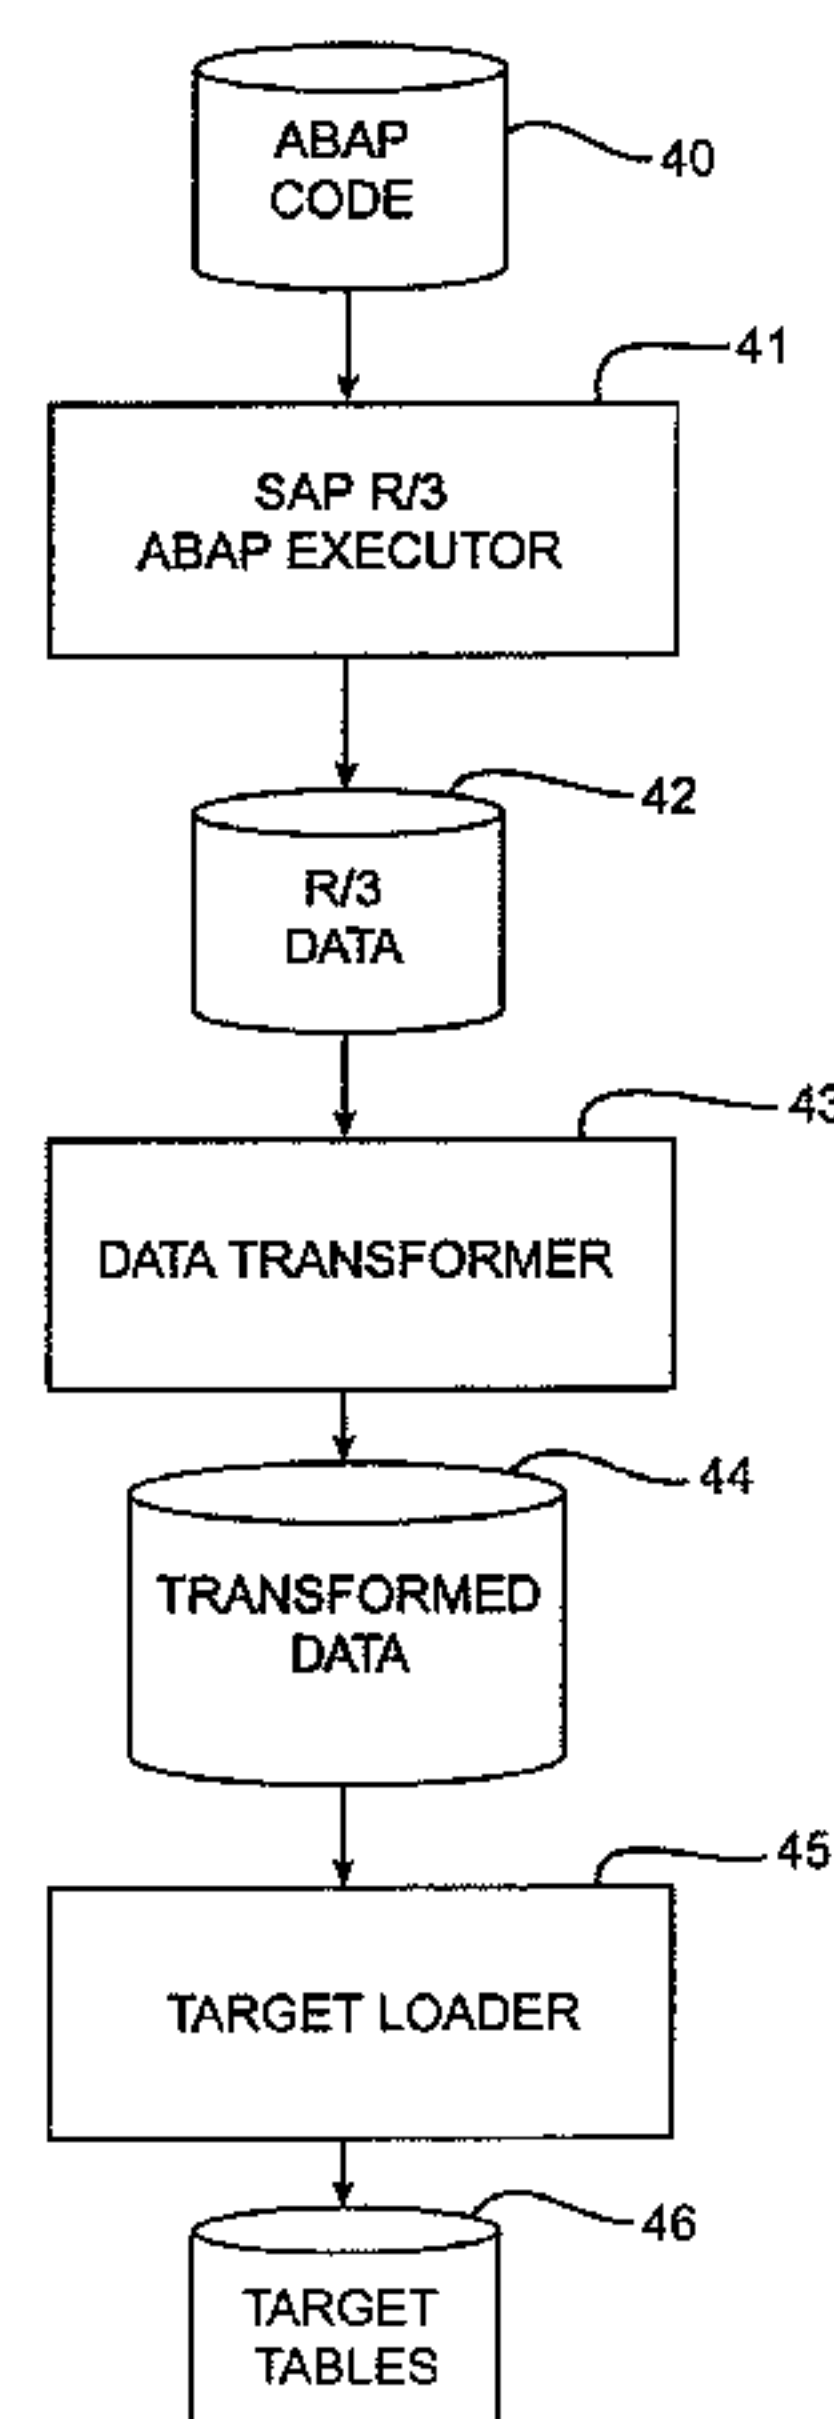 ABAP
CODE
40
41
SAP R/3
ABAP EXECUTOR
42
R/3
DATA
43
DATA TRANSFORMER
44
TRANSFORMED
DATA
45
TARGET LOADER
46
TARGET
TABLES